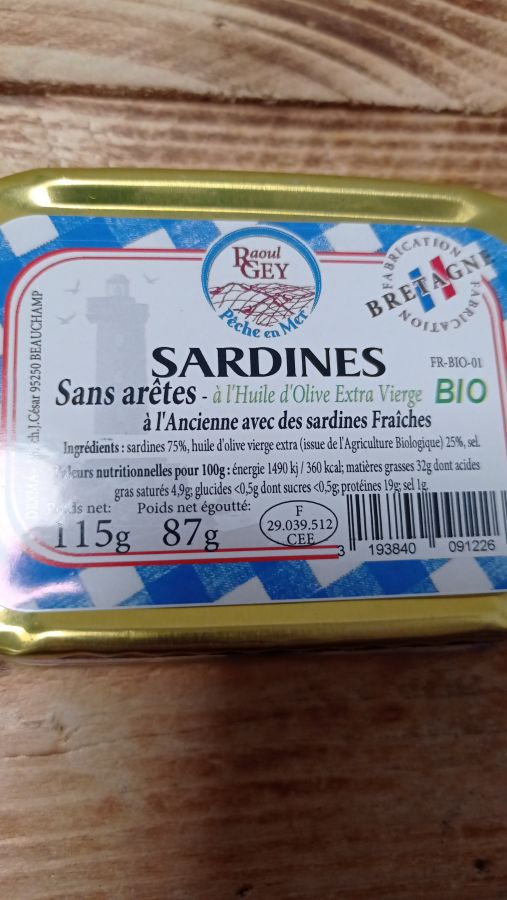 Raoul
GEY
Pêche en Mer
FABRICATION
BRETAGNE
FABRICATION
SARDINES
FR-BIO-01
Sans arêtes - à l'Huile d'Olive Extra Vierge BIO
à l'Ancienne avec des sardines Fraîches
Ingrédients : sardines 75%, huile d'olive vierge extra (issue de l'Agriculture Biologique) 25%, sel.
nutritionnelles pour 100g : énergie 1490 kj / 360 kcal; matières grasses 32g dont acides
gras saturés 4,9g; glucides <0,5g dont sucres <0,5g; protéines 19g; sel 1g.
net: Poids net égoutté:
115g 87g
F
29.039.512
CEE
3 193840 091226
J.César 95250 BEAUCHAMP